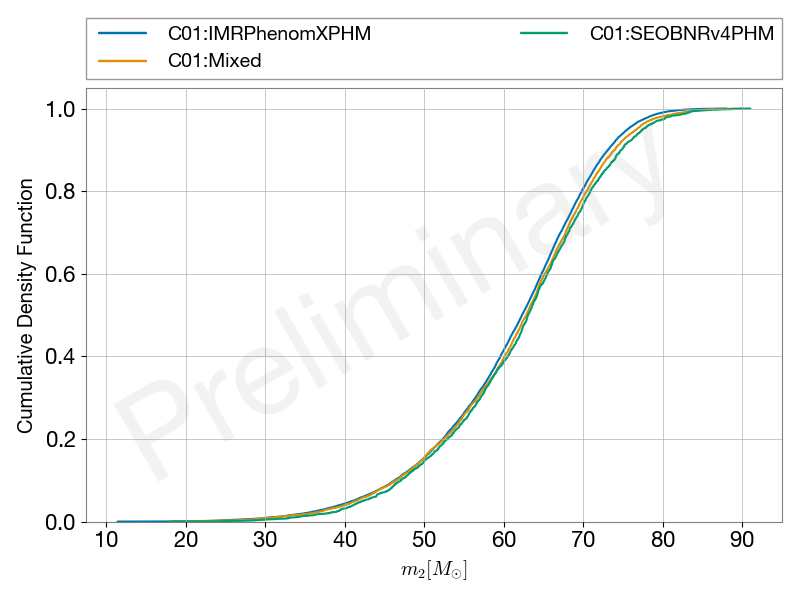 C01:IMRPhenomXPHM
C01:SEOBNRv4PHM
C01:Mixed
Preliminary
Cumulative Density Function
1.0
0.8
0.6
0.4
0.2
0.0
10 20 30 40 50 60 70 80 90
m₂[M☉]